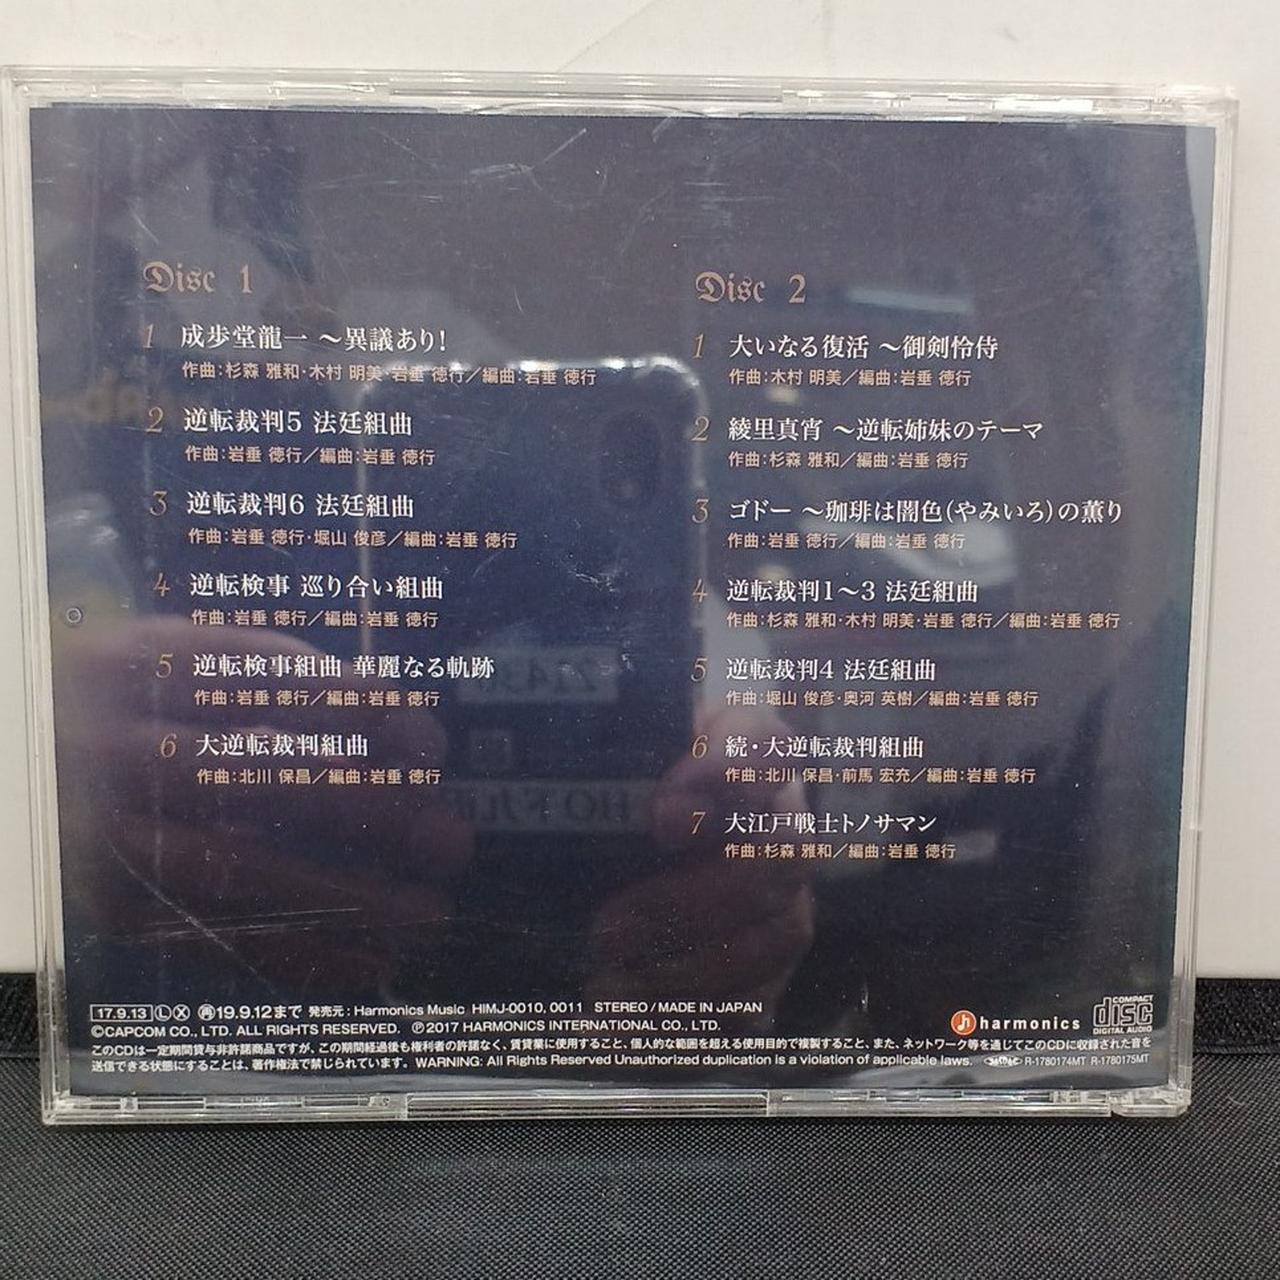 Disc 1
1 成歩堂龍一 ～異議あり!
作曲:杉森 雅和・木村 明美・岩垂 徳行／編曲:岩垂 徳行
2 逆転裁判5 法廷組曲
作曲:岩垂 徳行／編曲:岩垂 徳行
3 逆転裁判6 法廷組曲
作曲:岩垂 徳行・堀山 俊彦／編曲:岩垂 徳行
4 逆転検事 巡り合い組曲
作曲:岩垂 徳行／編曲:岩垂 徳行
5 逆転検事組曲 華麗なる軌跡
作曲:岩垂 徳行／編曲:岩垂 徳行
6 大逆転裁判組曲
作曲:北川 保昌／編曲:岩垂 徳行
Disc 2
1 大いなる復活 ～御剣怜侍
作曲:木村 明美／編曲:岩垂 徳行
2 綾里真宵 ～逆転姉妹のテーマ
作曲:杉森 雅和／編曲:岩垂 徳行
3 ゴドー ～珈琲は闇色(やみいろ)の薫り
作曲:岩垂 徳行／編曲:岩垂 徳行
4 逆転裁判1～3 法廷組曲
作曲:杉森 雅和・木村 明美・岩垂 徳行／編曲:岩垂 徳行
5 逆転裁判4 法廷組曲
作曲:堀山 俊彦・奥河 英樹／編曲:岩垂 徳行
6 続・大逆転裁判組曲
作曲:北川 保昌・前馬 宏充／編曲:岩垂 徳行
7 大江戸戦士トノサマン
作曲:杉森 雅和／編曲:岩垂 徳行
17.9.13 Ⓛ Ⓧ ㊐19.9.12まで 発売元:Harmonics Music HIMJ-0010, 0011 STEREO/MADE IN JAPAN
©CAPCOM CO., LTD. ALL RIGHTS RESERVED. ℗2017 HARMONICS INTERNATIONAL CO., LTD.
harmonics
COMPACT disc DIGITAL AUDIO
このCDは一定期間貸与非許諾商品ですが、この期間経過後も権利者の許諾なく、賃貸業に使用すること、個人的な範囲を超える使用目的で複製すること、また、ネットワーク等を通じてこのCDに収録された音を
送信できる状態にすることは、著作権法で禁じられています。 WARNING: All Rights Reserved Unauthorized duplication is a violation of applicable laws. R-1780174MT R-1780175MT